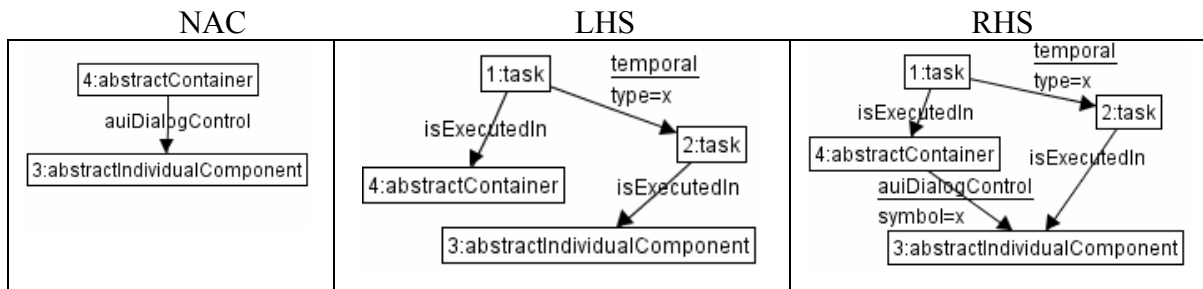 NAC
LHS
RHS
4:abstractContainer
auiDialogControl
3:abstractIndividualComponent
1:task
temporal
type=x
isExecutedIn
2:task
4:abstractContainer
isExecutedIn
3:abstractIndividualComponent
temporal
1:task
type=x
isExecutedIn
2:task
4:abstractContainer
isExecutedIn
auiDialogControl
symbol=x
3:abstractIndividualComponent